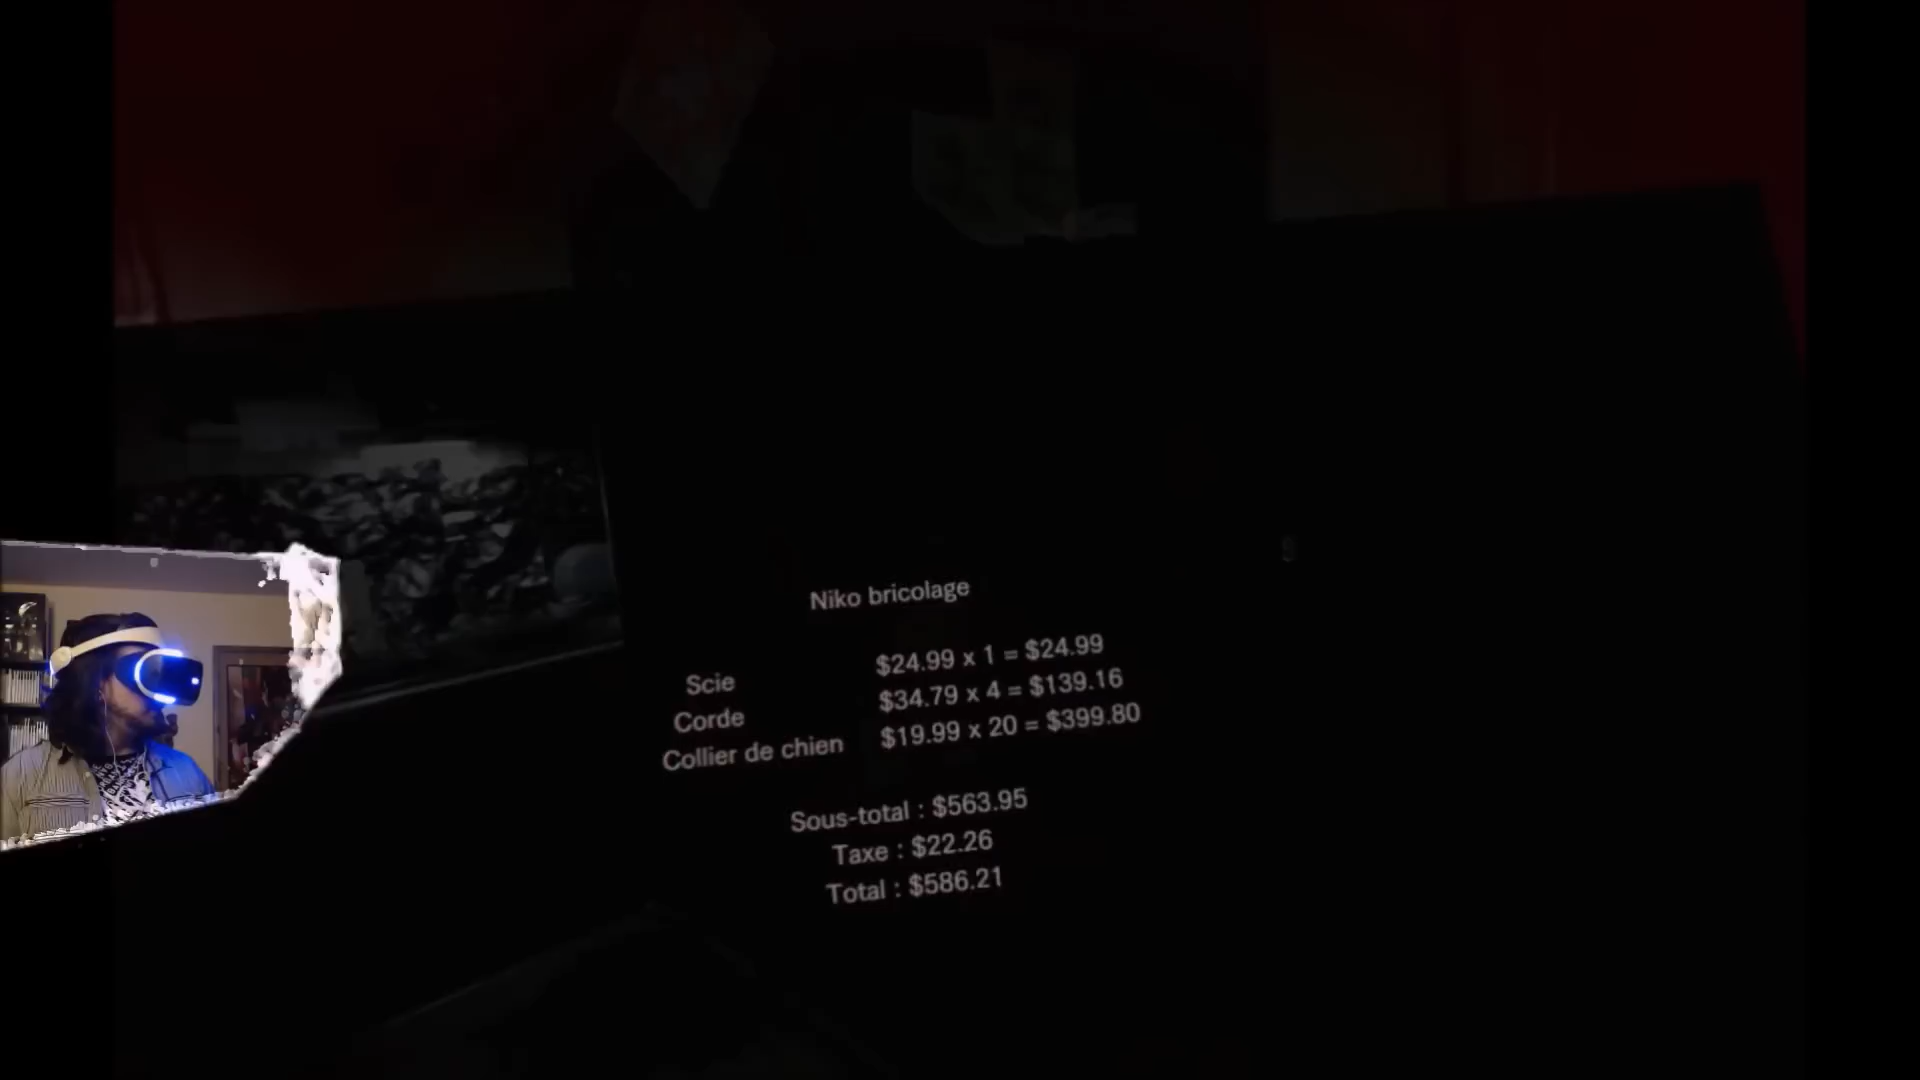 Niko bricolage
Scie $24.99 x 1 = $24.99
Corde $34.79 x 4 = $139.16
Collier de chien $19.99 x 20 = $399.80
Sous-total : $563.95
Taxe : $22.26
Total : $586.21